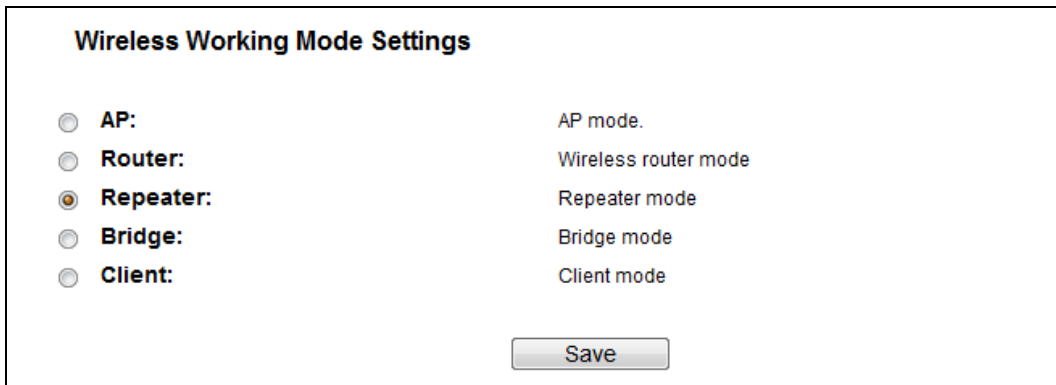 Wireless Working Mode Settings
AP: AP mode.
Router: Wireless router mode
Repeater: Repeater mode
Bridge: Bridge mode
Client: Client mode
Save